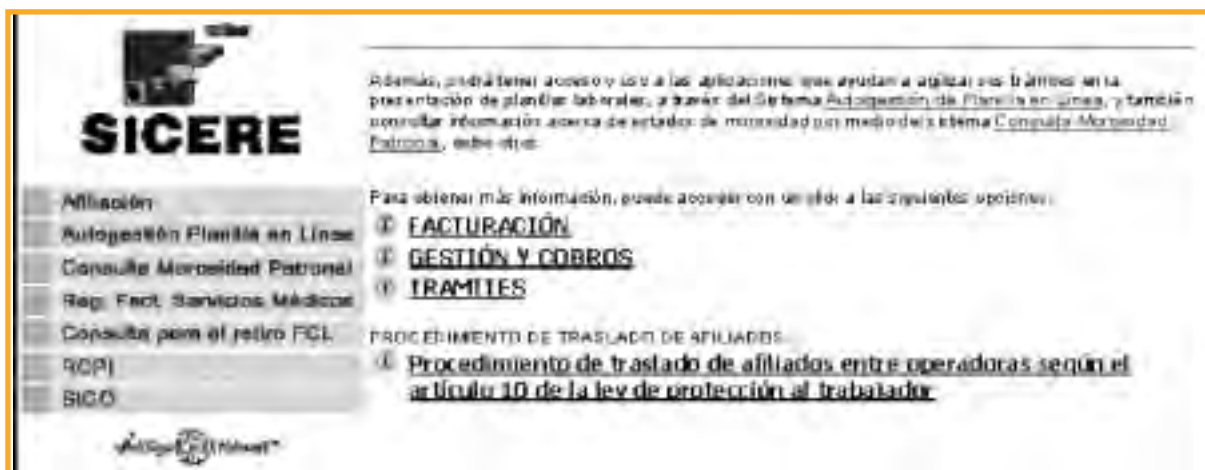 SICERE
Afiliación
Autogestión Planilla en Línea
Consulta Morosidad Patronal
Reg. Fact. Servicios Médicos
Consulta para el retiro FCL
RCPI
SICO
Además, podrá tener acceso y uso a las aplicaciones que ayudan a agilizar sus trámites en la
presentación de planillas laborales, a través del Sistema Autogestión de Planilla en Línea, y también
consultar información acerca de estados de morosidad por medio del sistema Consulta Morosidad
Patronal, entre otros.
Para obtener más información, puede acceder con un click a las siguientes opciones:
FACTURACIÓN
GESTIÓN Y COBROS
TRAMITES
PROCEDIMIENTO DE TRASLADO DE AFILIADOS
Procedimiento de traslado de afiliados entre operadoras según el
artículo 10 de la ley de protección al trabajador